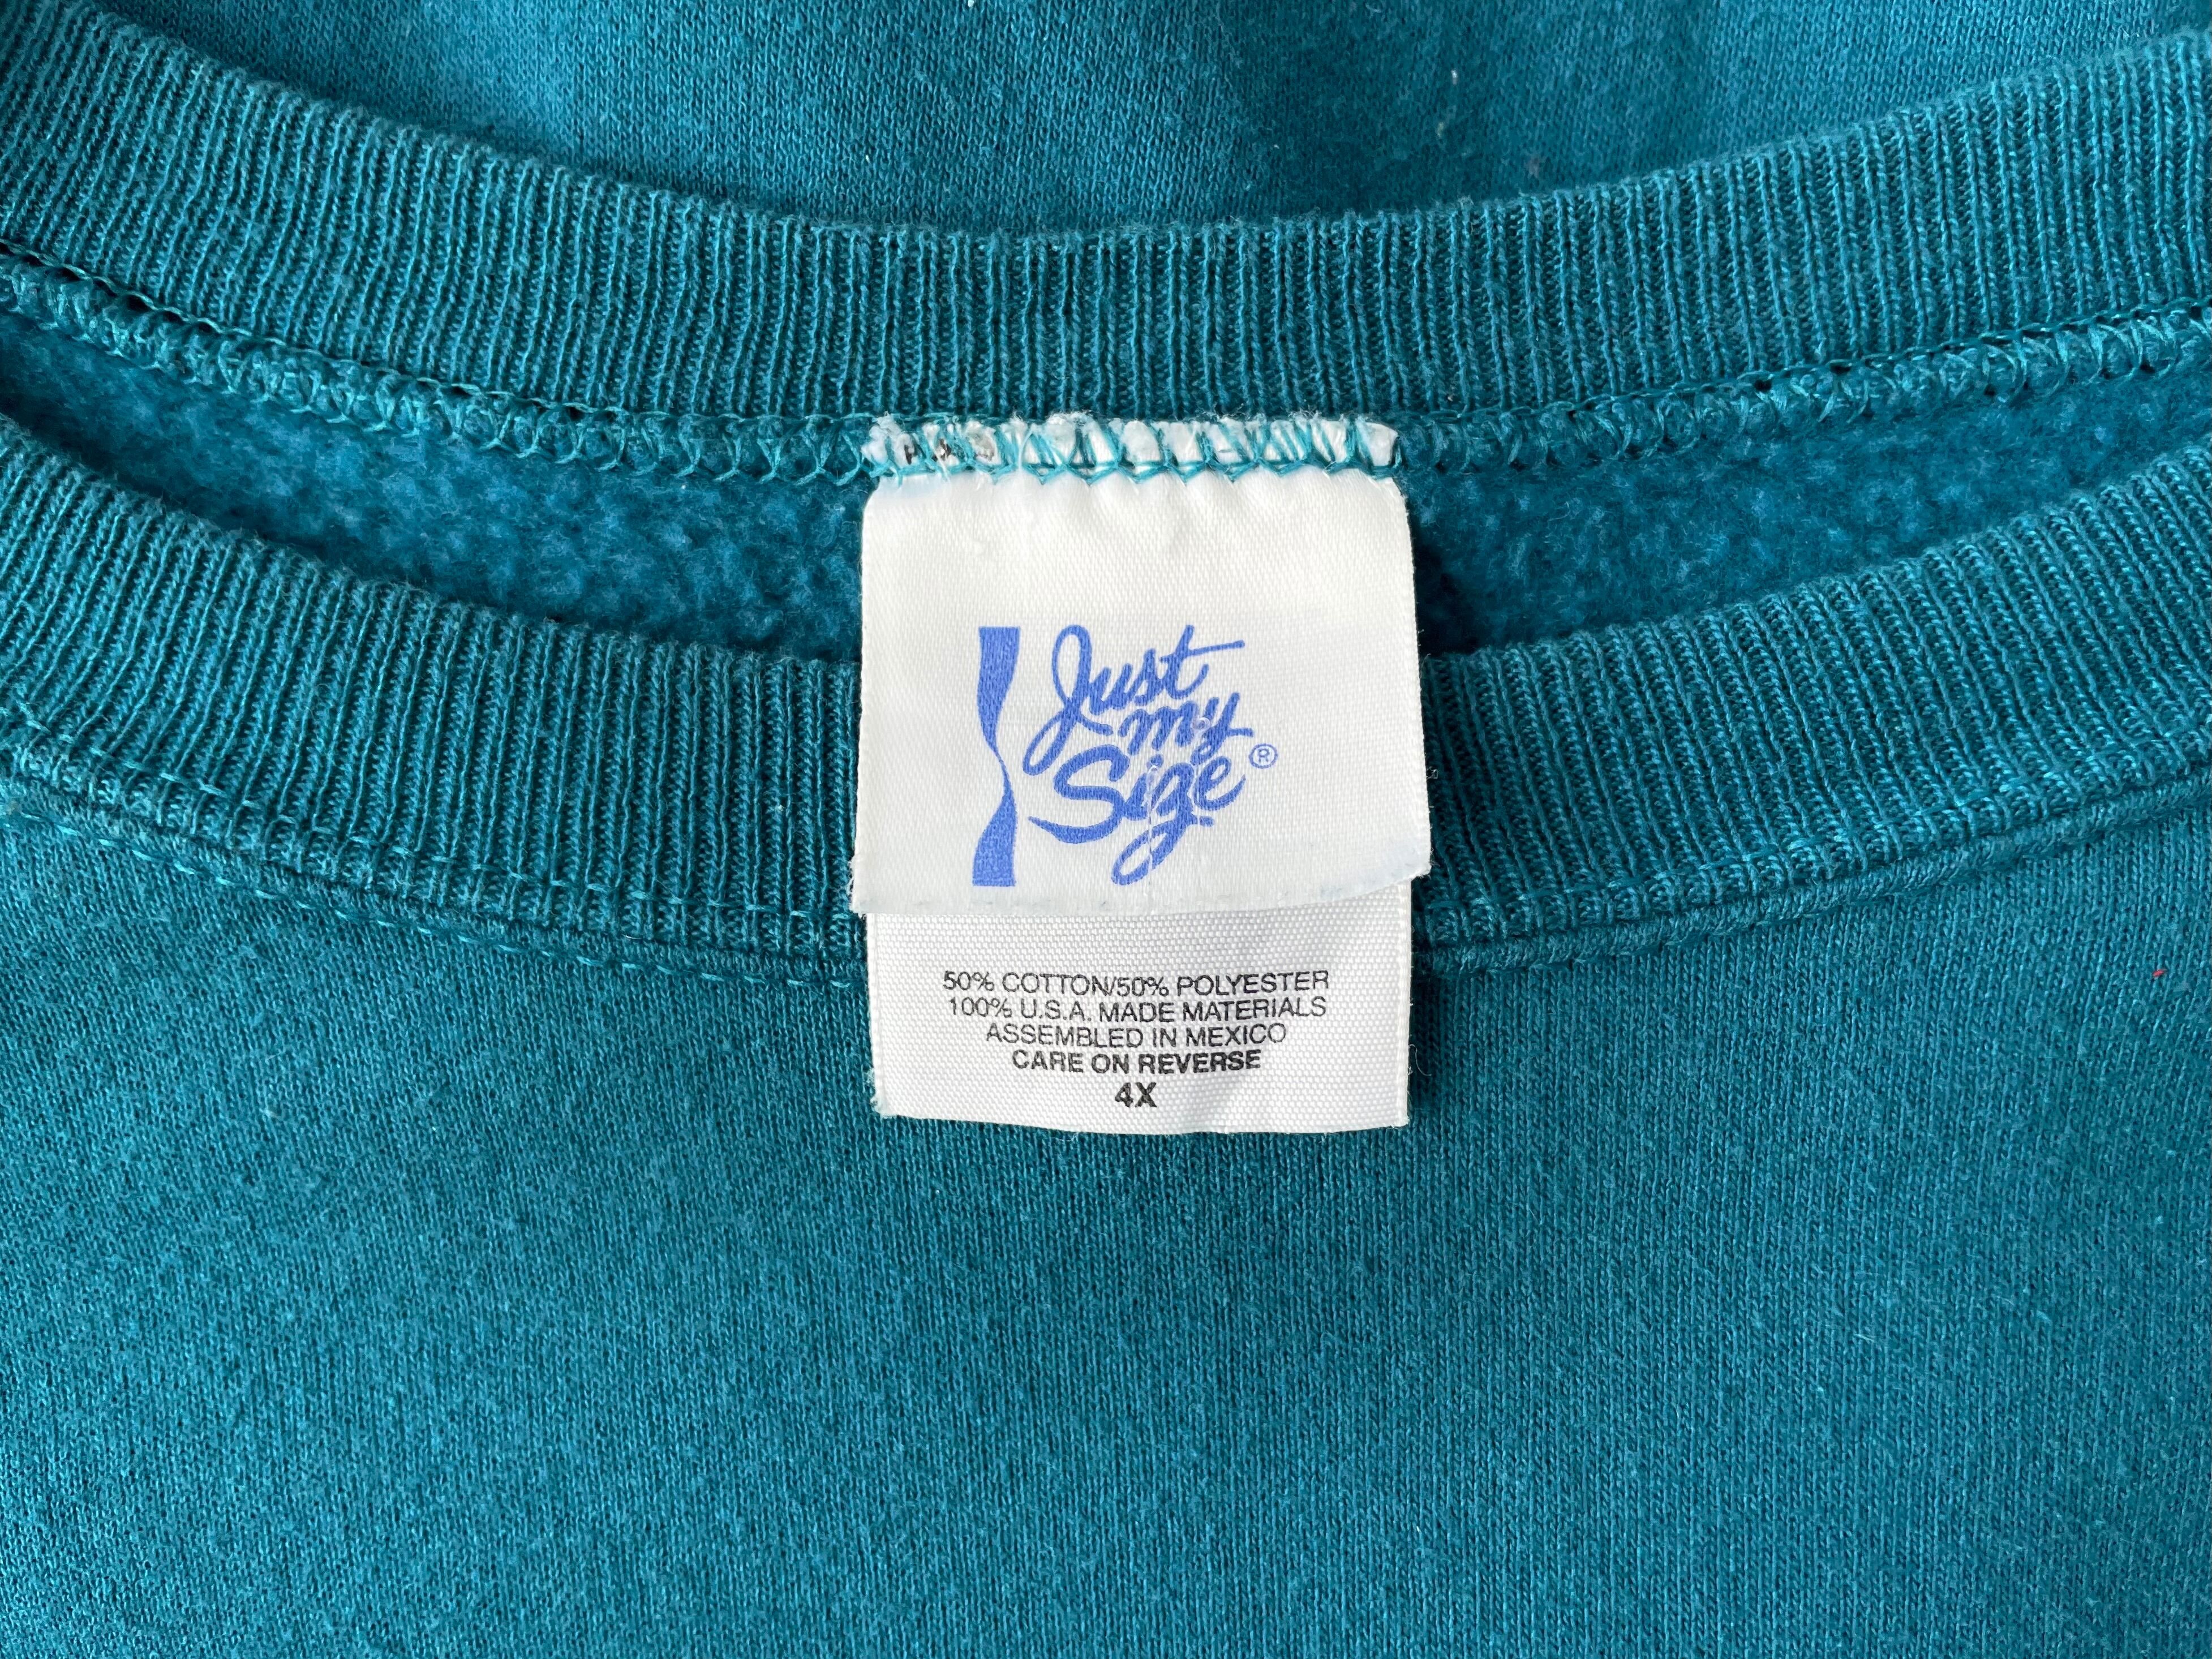 Just
my
Size®
50% COTTON/50% POLYESTER
100% U.S.A. MADE MATERIALS
ASSEMBLED IN MEXICO
CARE ON REVERSE
4X